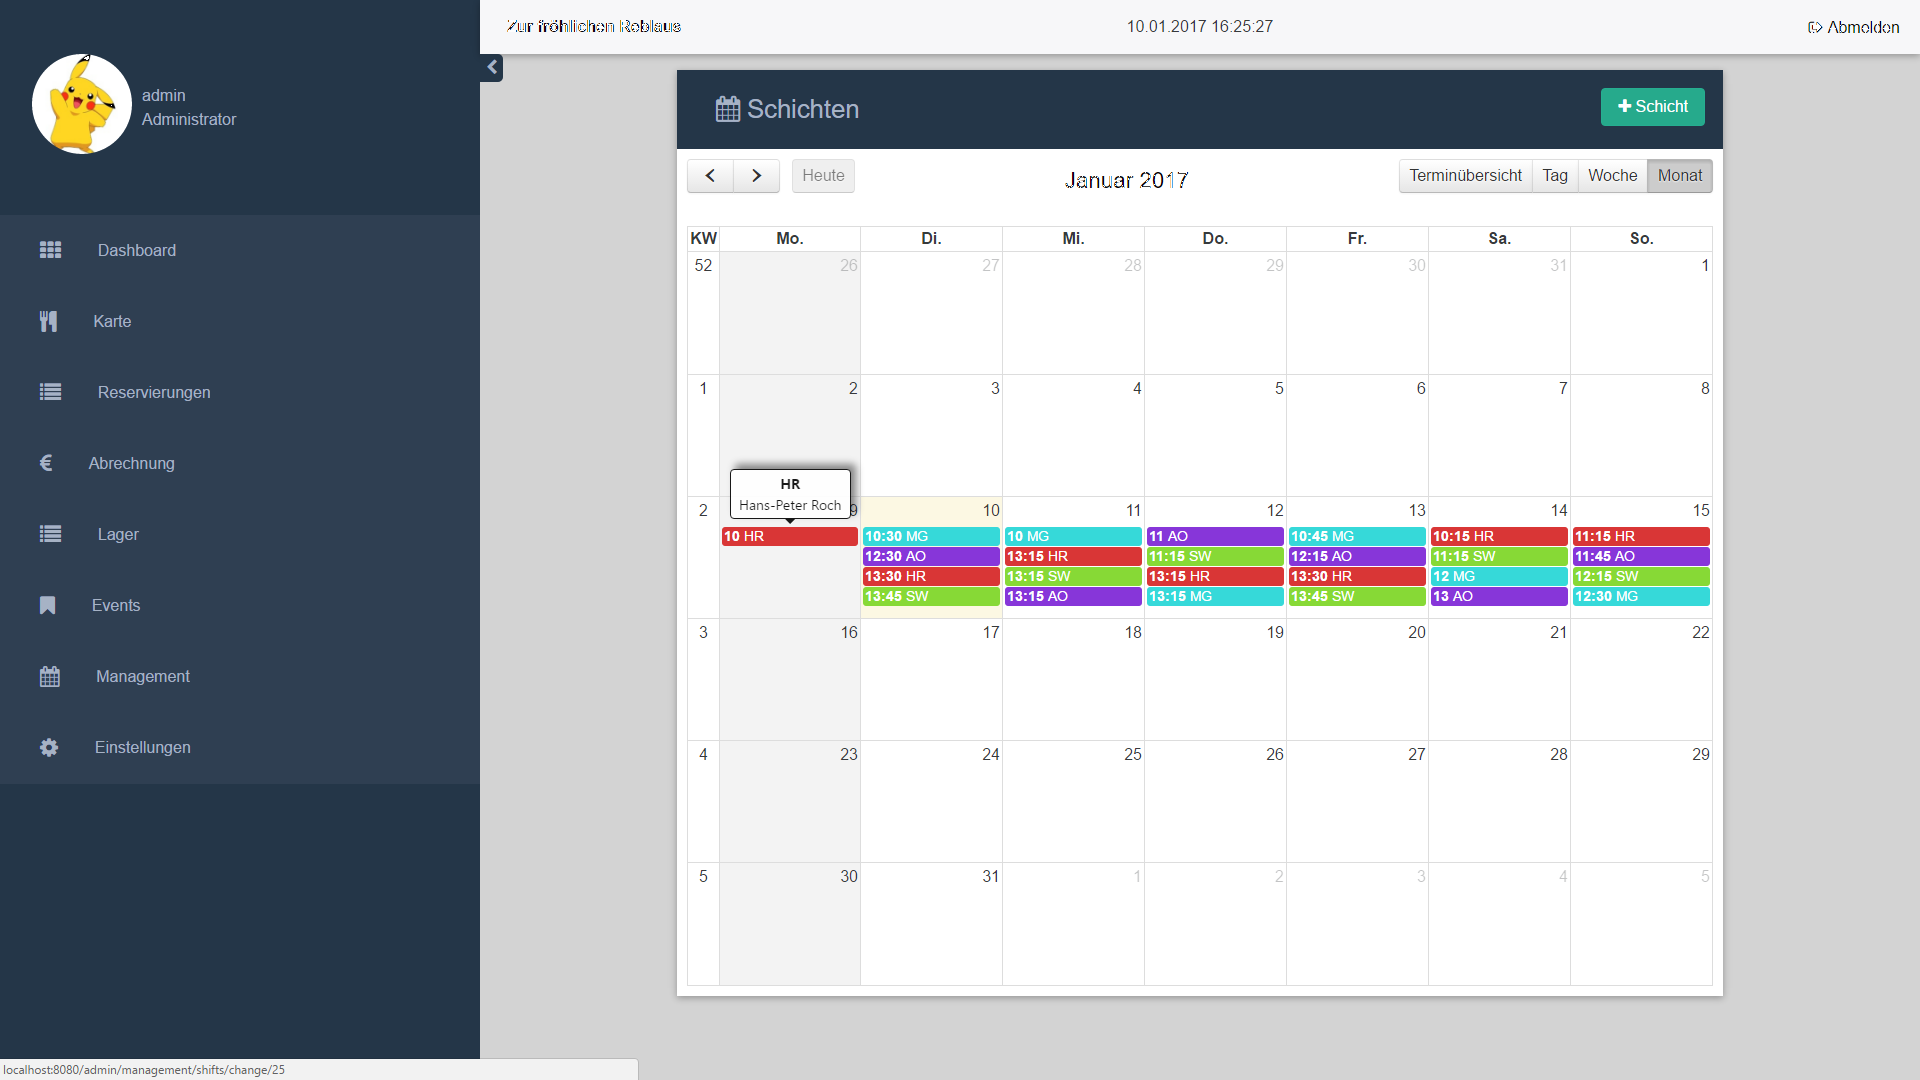 Zur fröhlichen Reblaus
10.01.2017 16:25:27
Abmelden
admin
Administrator
Dashboard
Karte
Reservierungen
Abrechnung
Lager
Events
Management
Einstellungen
Schichten
Schicht
Heute
Januar 2017
Terminübersicht Tag Woche Monat
KW Mo. Di. Mi. Do. Fr. Sa. So.
52 26 27 28 29 30 31 1
1 2 3 4 5 6 7 8
HR
Hans-Peter Roch
2 9 10 11 12 13 14 15
10 HR 10:30 MG 10 MG 11 AO 10:45 MG 10:15 HR 11:15 HR
12:30 AO 13:15 HR 11:15 SW 12:15 AO 11:15 SW 11:45 AO
13:30 HR 13:15 SW 13:15 HR 13:30 HR 12 MG 12:15 SW
13:45 SW 13:15 AO 13:15 MG 13:45 SW 13 AO 12:30 MG
3 16 17 18 19 20 21 22
4 23 24 25 26 27 28 29
5 30 31 1 2 3 4 5
localhost:8080/admin/management/shifts/change/25